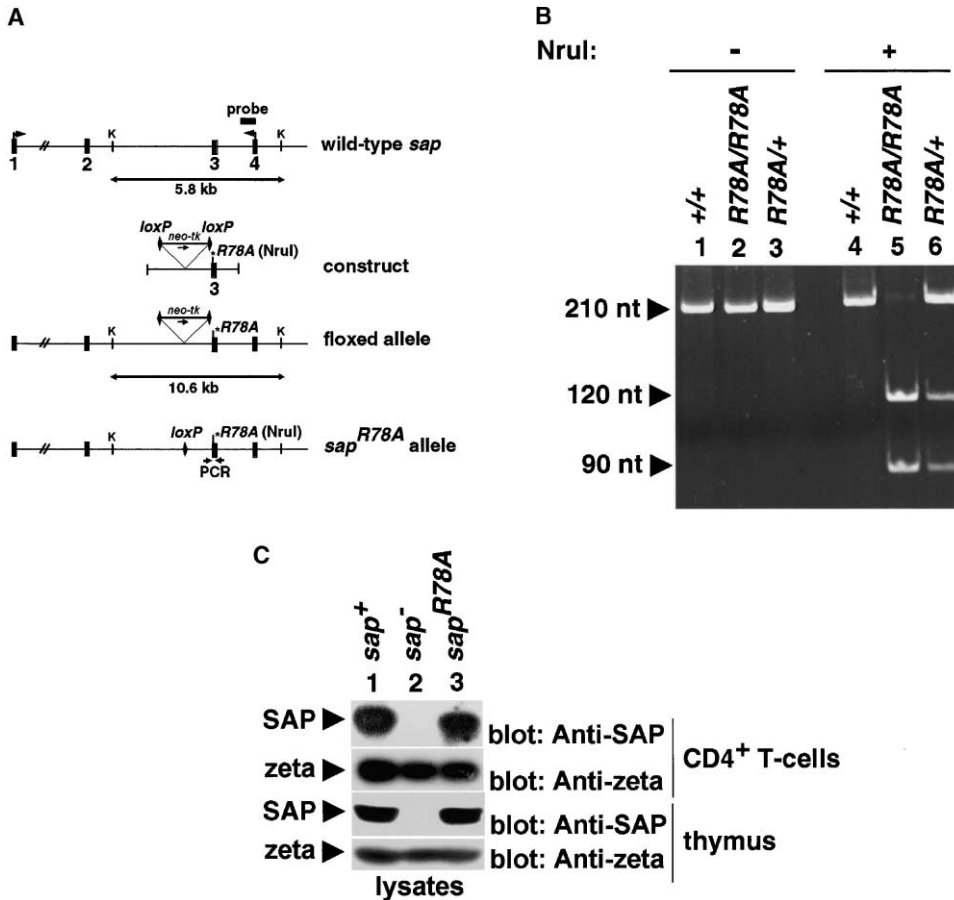 A
probe
K
K
wild-type sap
1
2
3
4
5.8 kb
loxP
loxP
neo-tk
*R78A (NruI)
construct
3
neo-tk
K
*R78A
K
floxed allele
10.6 kb
K
loxP
*R78A (NruI)
K
sapR78A allele
PCR
B
NruI:
-
+
+/+
R78A/R78A
R78A/+
+/+
R78A/R78A
R78A/+
1
2
3
4
5
6
210 nt
120 nt
90 nt
C
sap+
sap-
sapR78A
1
2
3
SAP
blot: Anti-SAP
zeta
blot: Anti-zeta
CD4+ T-cells
SAP
blot: Anti-SAP
zeta
blot: Anti-zeta
thymus
lysates